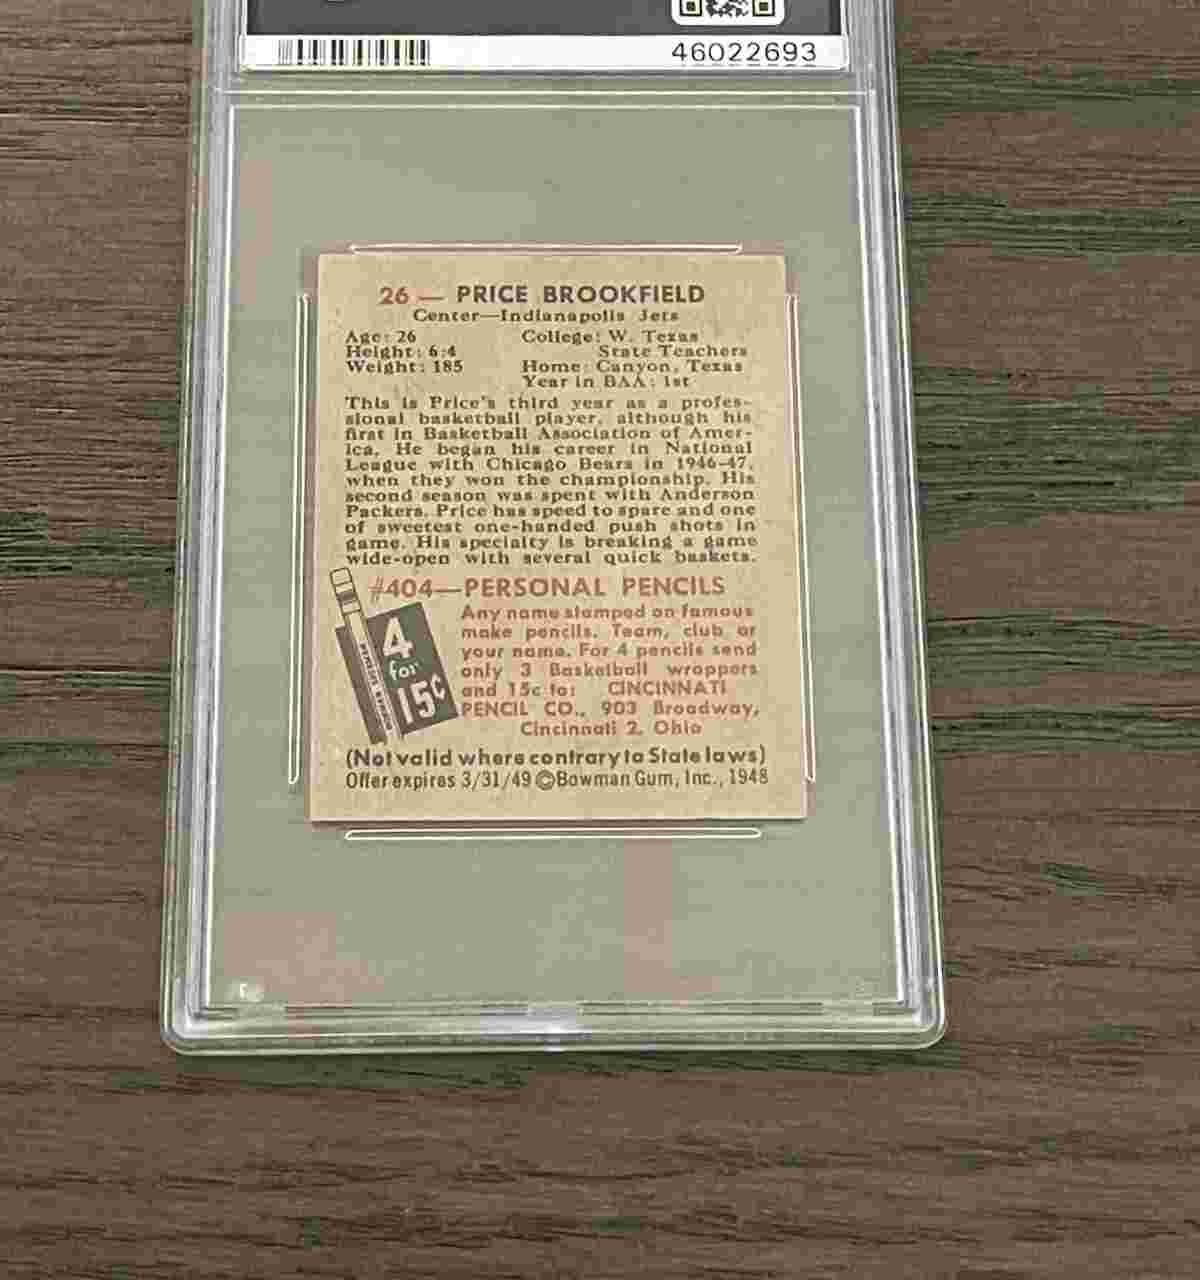 46022693
26 — PRICE BROOKFIELD
Center—Indianapolis Jets
Age: 26 College: W. Texas
Height: 6:4 State Teachers
Weight: 185 Home: Canyon, Texas
Year in BAA: 1st
This is Price's third year as a profes-
sional basketball player, although his
first in Basketball Association of Amer-
ica. He began his career in National
League with Chicago Bears in 1946-47,
when they won the championship. His
second season was spent with Anderson
Packers. Price has speed to spare and one
of sweetest one-handed push shots in
game. His specialty is breaking a game
wide-open with several quick baskets.
#404—PERSONAL PENCILS
Any name stamped on famous
make pencils. Team, club or
your name. For 4 pencils send
only 3 Basketball wrappers
and 15c to: CINCINNATI
PENCIL CO., 903 Broadway,
Cincinnati 2, Ohio
4
for
15¢
(Not valid where contrary to State laws)
Offer expires 3/31/49 ©Bowman Gum, Inc., 1948